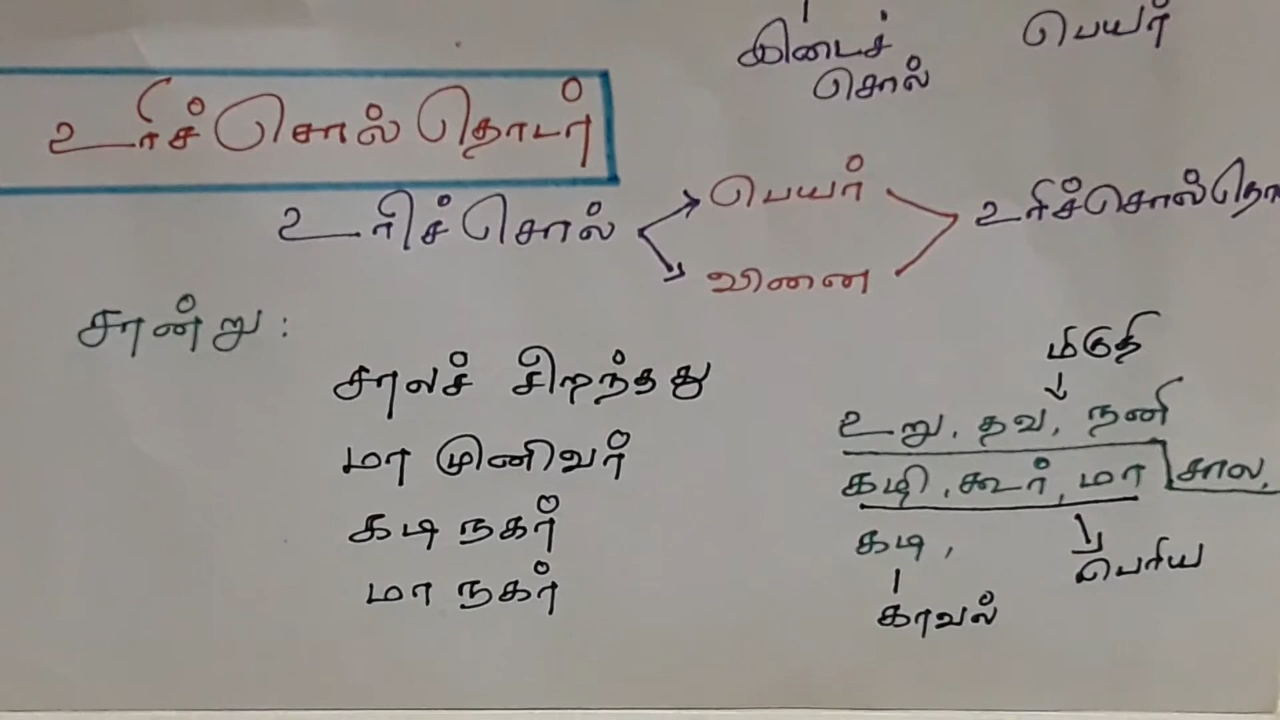 இடைச் பெயர்
சொல்
உரிச்சொல்தொடர்
உரிச்சொல் பெயர் உரிச்சொல்தொ
வினை
சான்று :
மிகுதி
சாலச் சிறந்தது
உறு, தவ, நனி
மா முனிவர்
கழி, கூர், மா சால,
கடி நகர்
கடி, பெரிய
மா நகர்
காவல்